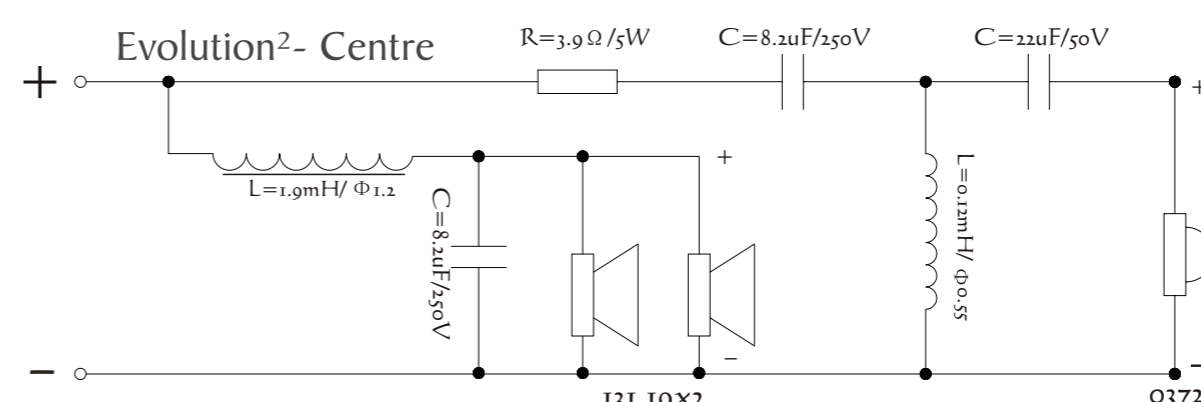 Evolution²- Centre
R=3.9Ω/5W
C=8.2uF/250V
C=22uF/50V
+
+
L=1.9mH/ Φ1.2
+
C=8.2uF/250V
L=0.12mH/ Φ0.55
−
−
−